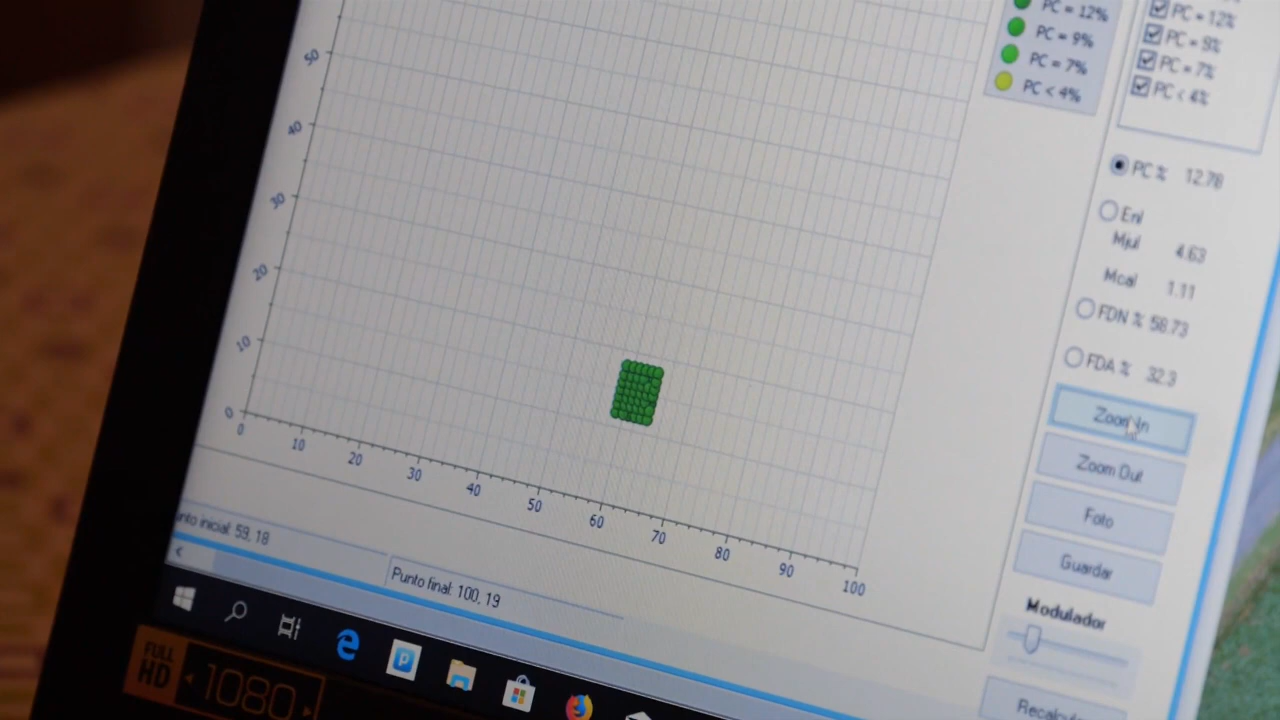 PC = 12%
PC = 9%
PC = 7%
PC < 4%
PC = 12%
PC = 9%
PC = 7%
PC < 4%
PC % 12.78
Enl
Mjul 4.63
Mcal 1.11
FDN % 58.73
FDA % 32.3
Zoom In
Zoom Out
Foto
Guardar
Modulador
50
40
30
20
10
0
0 10 20 30 40 50 60 70 80 90 100
unto inicial: 59, 18
Punto final: 100, 19
FULL HD 1080